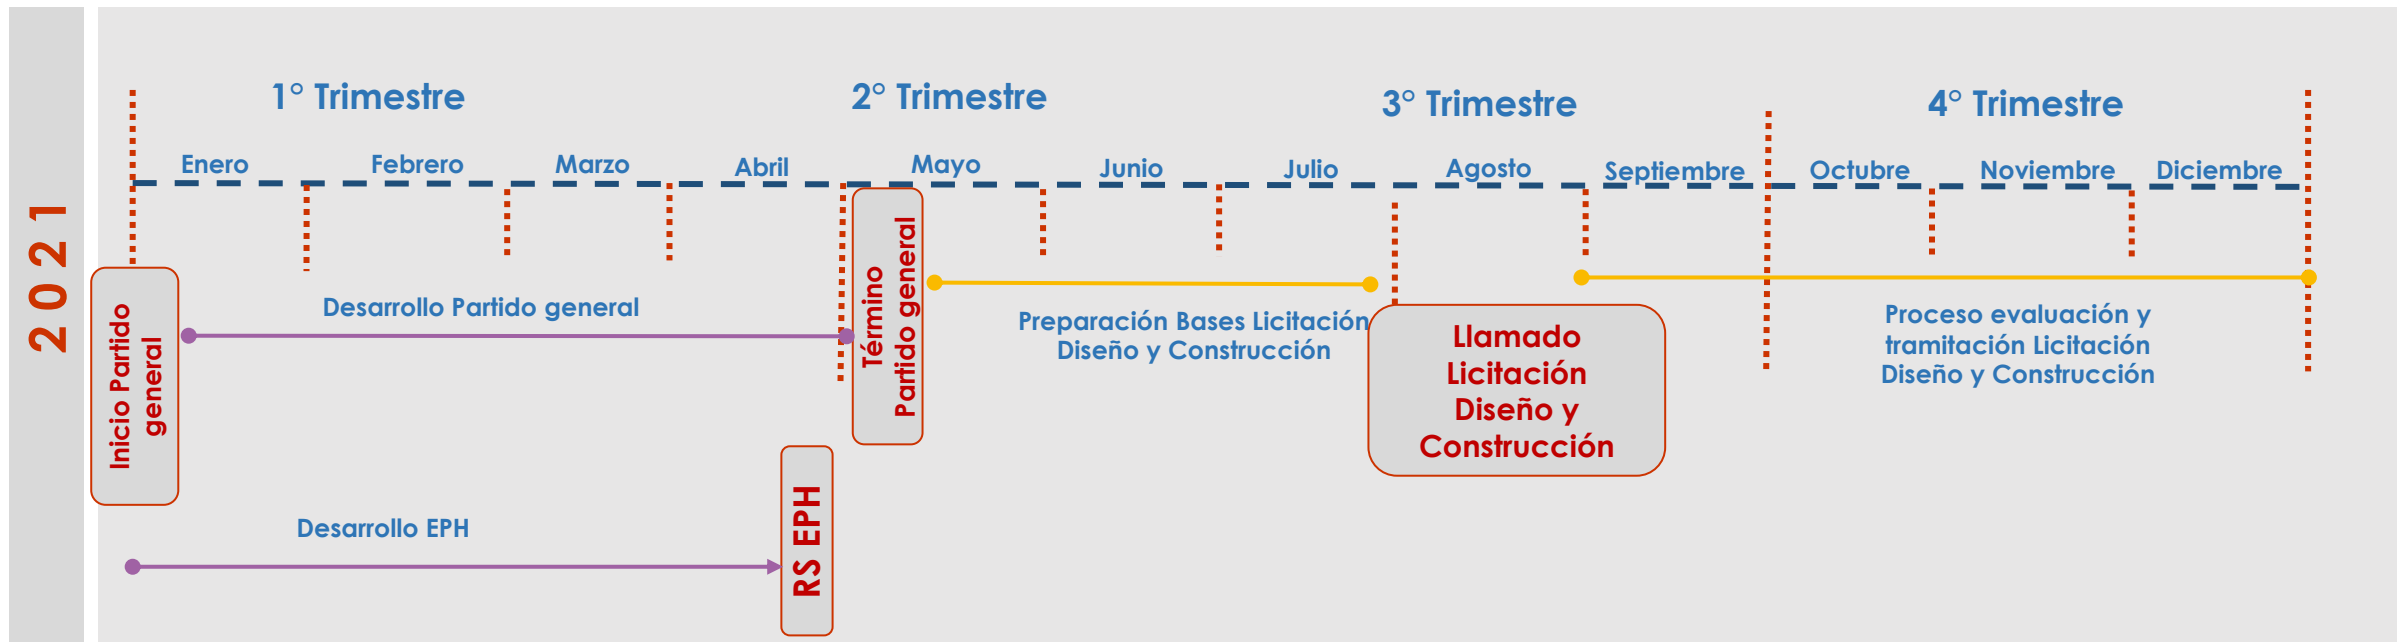 2021
1° Trimestre
2° Trimestre
3° Trimestre
4° Trimestre
Enero
Febrero
Marzo
Abril
Mayo
Junio
Julio
Agosto
Septiembre
Octubre
Noviembre
Diciembre
Inicio Partido
general
Desarrollo Partido general
Término
Partido general
Preparación Bases Licitación
Diseño y Construcción
Llamado
Licitación
Diseño y
Construcción
Proceso evaluación y
tramitación Licitación
Diseño y Construcción
Desarrollo EPH
RS EPH